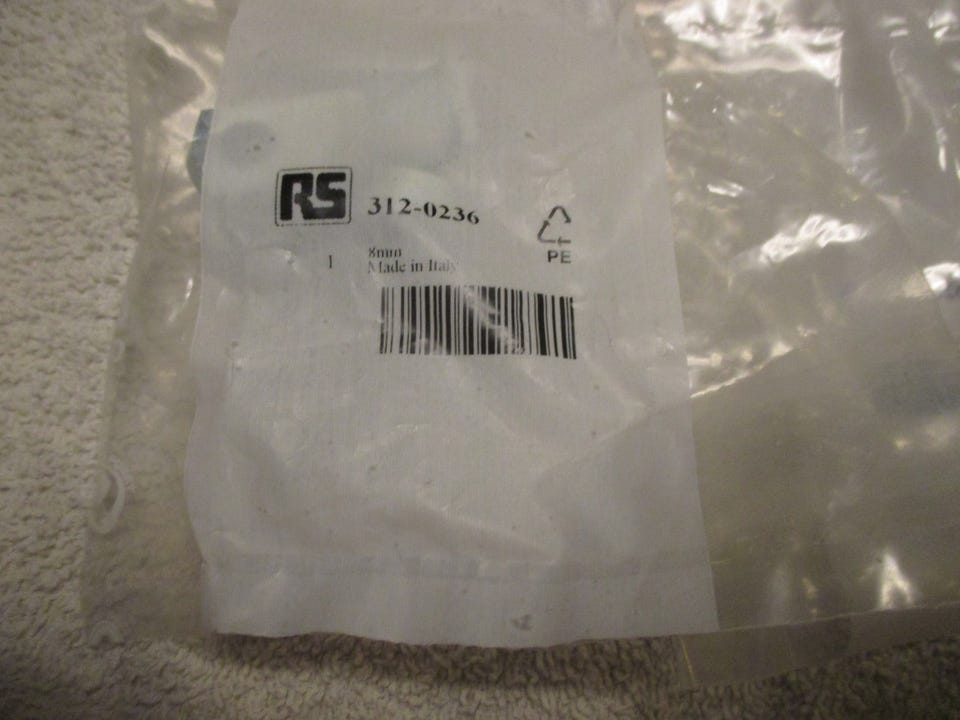 RS 312-0236
1 8mm
Made in Italy
PE